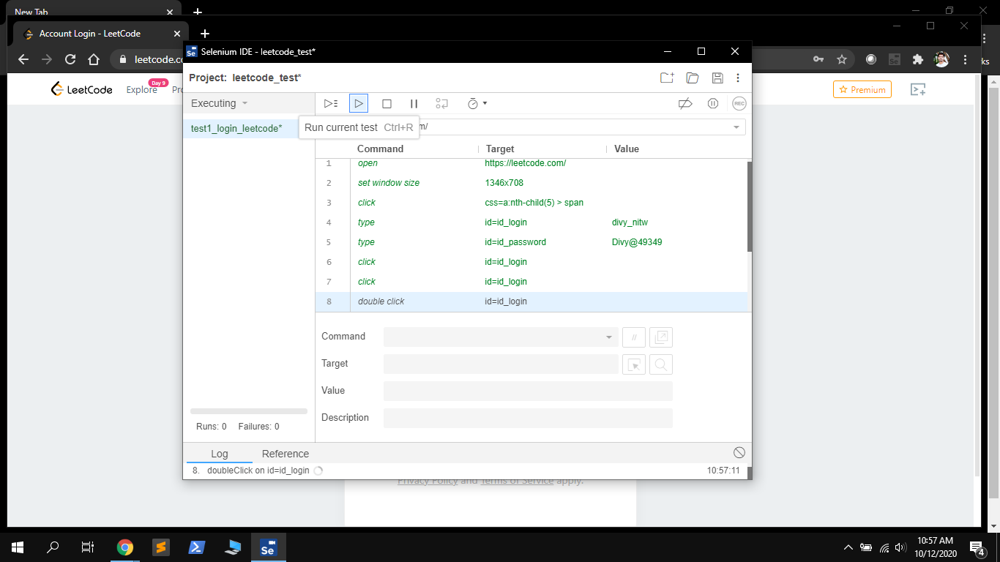 New Tab
Account Login - LeetCode
leetcode.c
ks
Selenium IDE - leetcode_test*
Project: leetcode_test*
LeetCode
Explore
Day 9
Pr
Premium
Executing
test1_login_leetcode*
Run current test Ctrl+R
m/
Command Target Value
1 open https://leetcode.com/
2 set window size 1346x708
3 click css=a:nth-child(5) > span
4 type id=id_login divy_nitw
5 type id=id_password Divy@49349
6 click id=id_login
7 click id=id_login
8 double click id=id_login
Command
//
Target
Value
Description
Runs: 0 Failures: 0
Log Reference
8. doubleClick on id=id_login 10:57:11
Privacy Policy and Terms of Service apply.
REC
Se
10:57 AM
10/12/2020
4